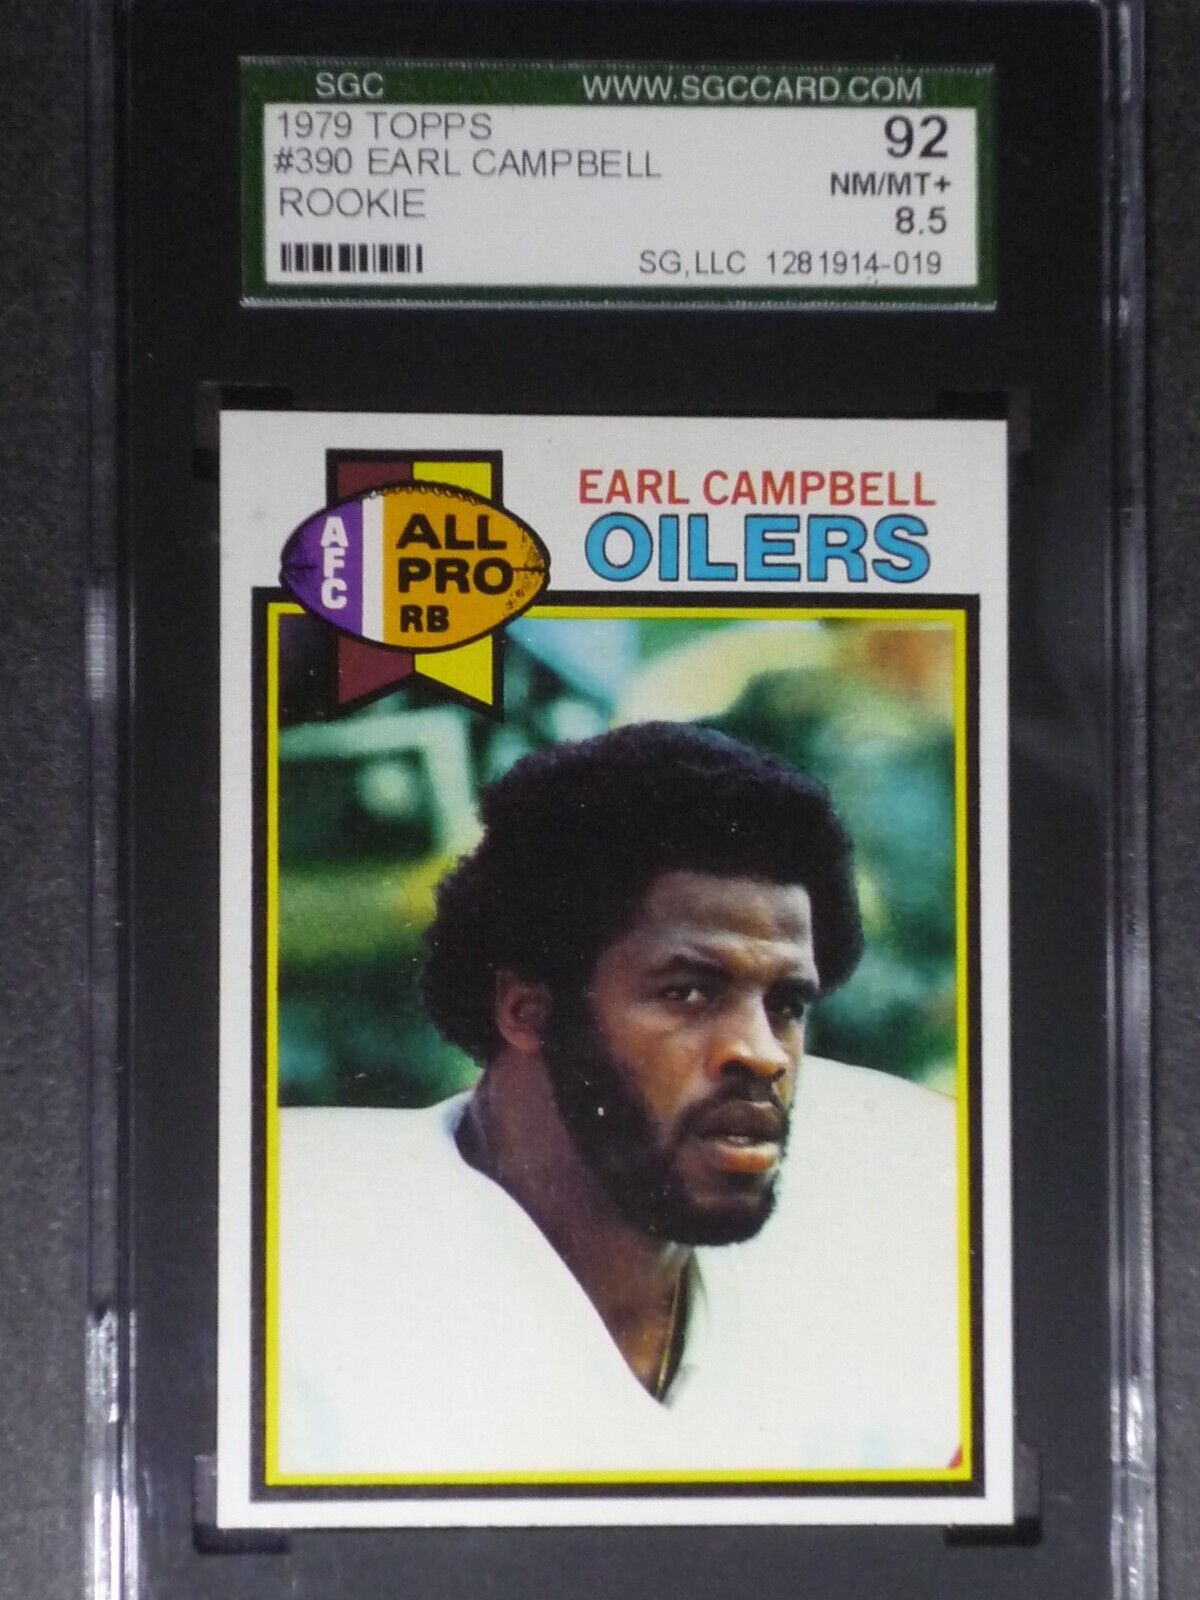 SGC WWW.SGCCARD.COM
1979 TOPPS 92
#390 EARL CAMPBELL NM/MT+
ROOKIE 8.5
SG, LLC 1281914-019
EARL CAMPBELL
OILERS
AFC
ALL
PRO
RB